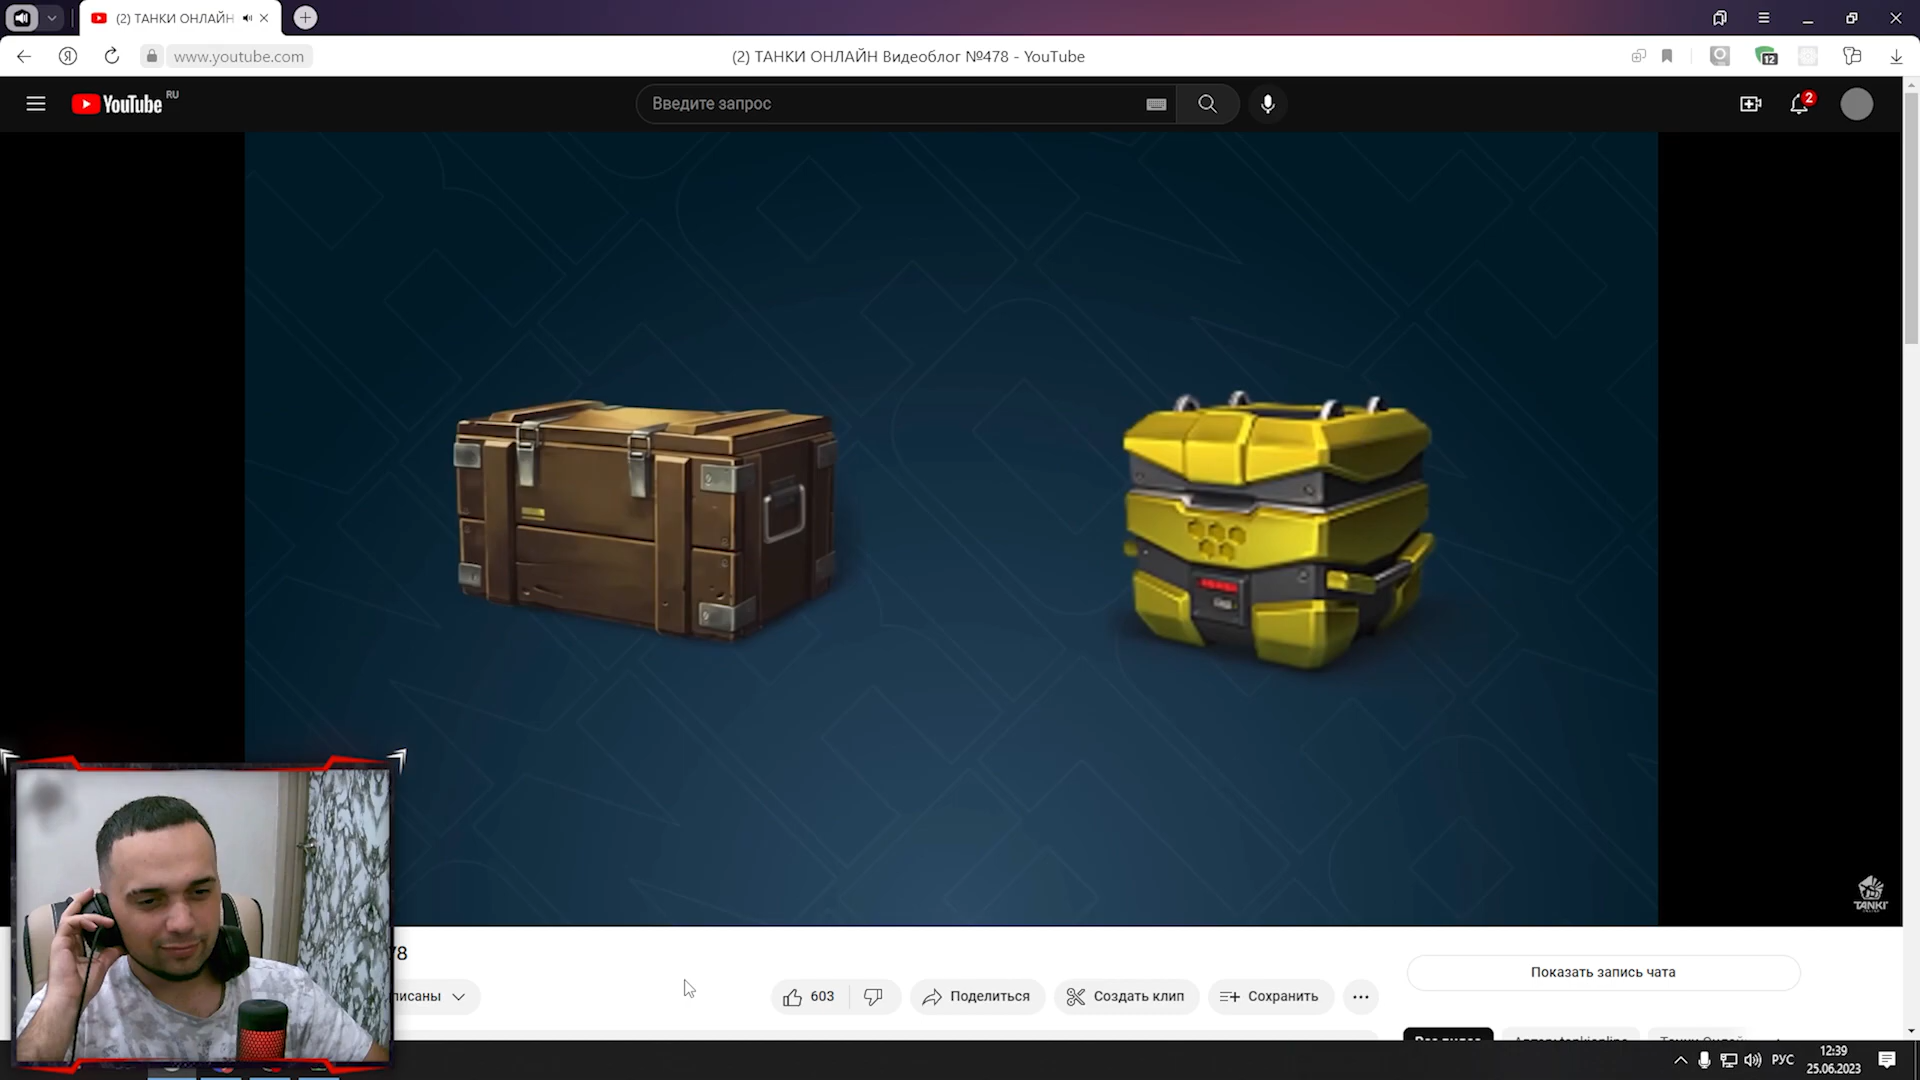 (2) ТАНКИ ОНЛАЙН
www.youtube.com
(2) ТАНКИ ОНЛАЙН Видеоблог №478 - YouTube
12
YouTube RU
Введите запрос
2
TANKI
78
писаны
603
Поделиться
Создать клип
Сохранить
Показать запись чата
РУС
12:39
25.06.2023